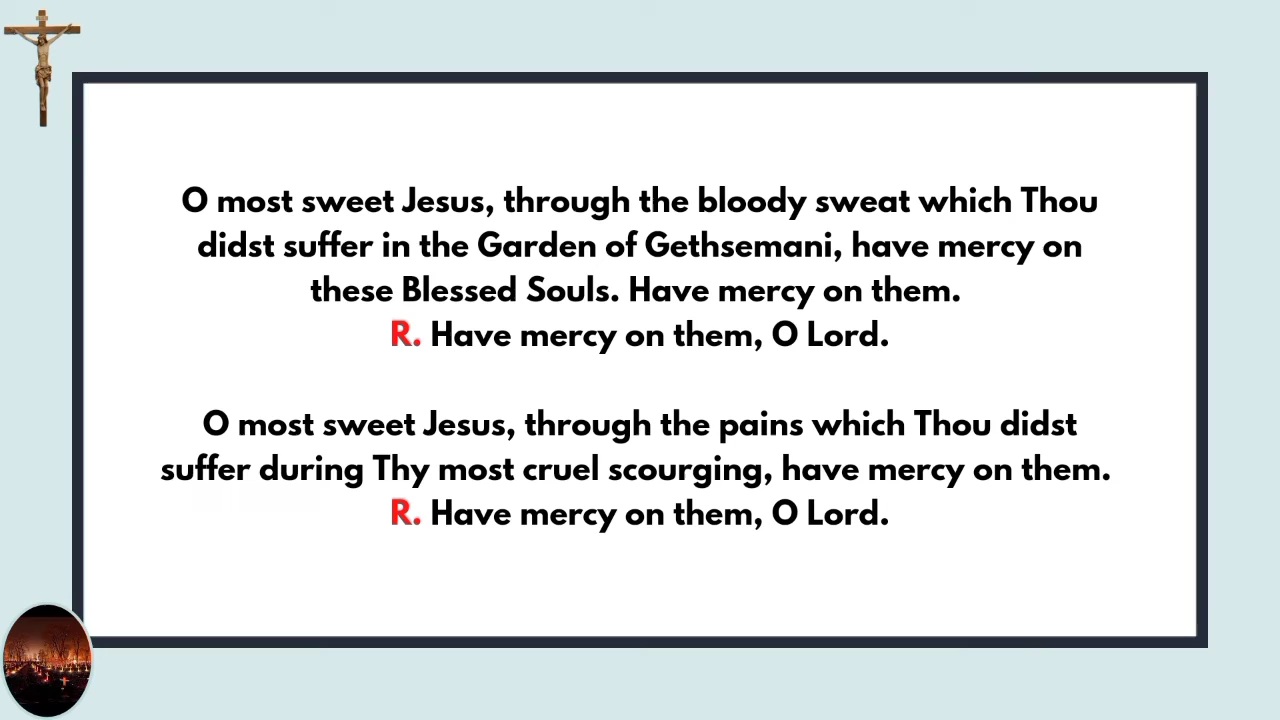 O most sweet Jesus, through the bloody sweat which Thou
didst suffer in the Garden of Gethsemani, have mercy on
these Blessed Souls. Have mercy on them.
R. Have mercy on them, O Lord.
O most sweet Jesus, through the pains which Thou didst
suffer during Thy most cruel scourging, have mercy on them.
R. Have mercy on them, O Lord.